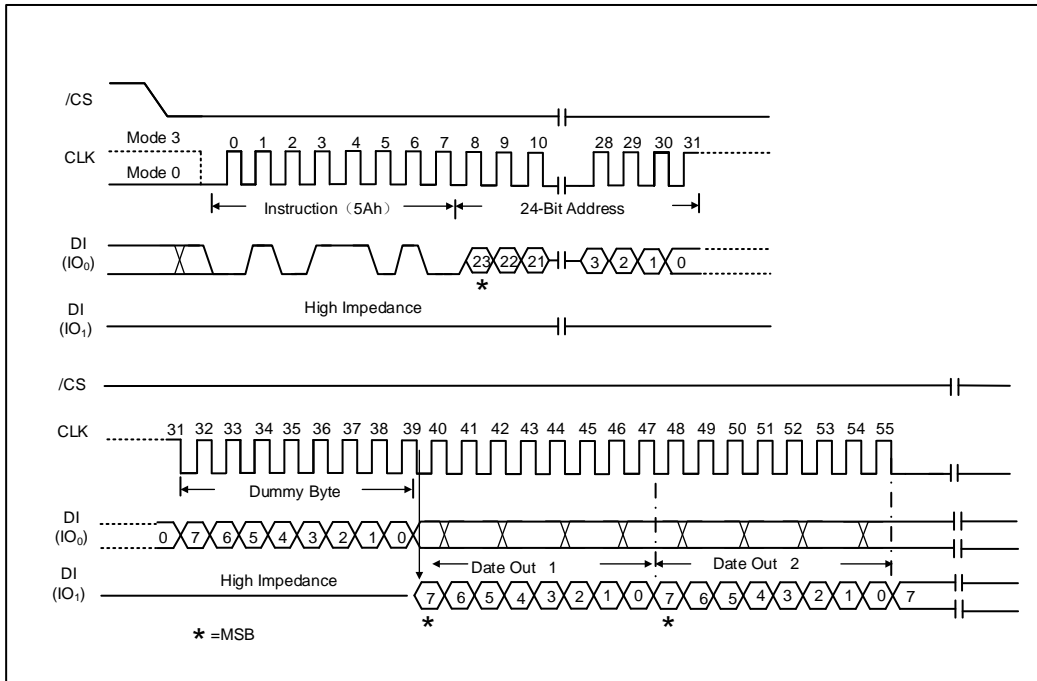 /CS
Mode 3
CLK
Mode 0
0 1 2 3 4 5 6 7 8 9 10 28 29 30 31
Instruction（5Ah） 24-Bit Address
DI
(IO0)
23 22 21 3 2 1 0
*
High Impedance
DI
(IO1)
/CS
CLK
31 32 33 34 35 36 37 38 39 40 41 42 43 44 45 46 47 48 49 50 51 52 53 54 55
Dummy Byte
DI
(IO0)
0 7 6 5 4 3 2 1 0
Date Out 1 Date Out 2
DI
(IO1)
High Impedance
7 6 5 4 3 2 1 0 7 6 5 4 3 2 1 0 7
* *
* =MSB